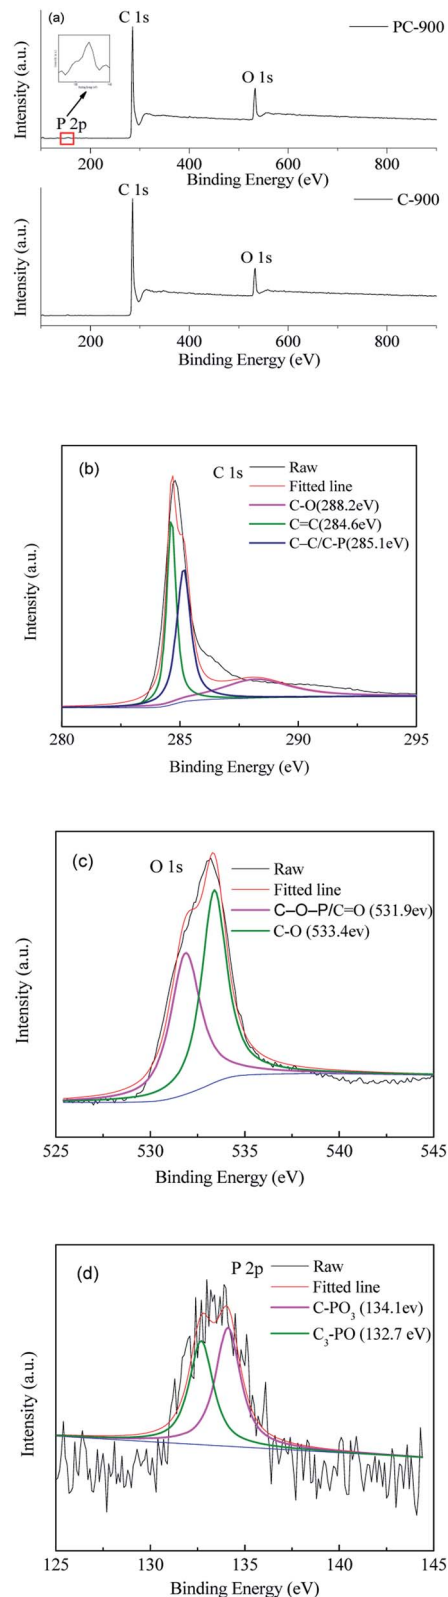 (a)
C 1s
PC-900
O 1s
P 2p
Intensity (a.u.)
200 400 600 800
Binding Energy (eV)
C 1s
C-900
O 1s
Intensity (a.u.)
200 400 600 800
Binding Energy (eV)
(b)
C 1s
Raw
Fitted line
C-O(288.2eV)
C=C(284.6eV)
C–C/C-P(285.1eV)
Intensity (a.u.)
280 285 290 295
Binding Energy (eV)
(c)
O 1s
Raw
Fitted line
C–O–P/C=O (531.9ev)
C-O (533.4ev)
Intensity (a.u.)
525 530 535 540 545
Binding Energy (eV)
(d)
P 2p
Raw
Fitted line
C-PO₃ (134.1ev)
C₃-PO (132.7 eV)
Intensity (a.u.)
125 130 135 140 145
Binding Energy (eV)